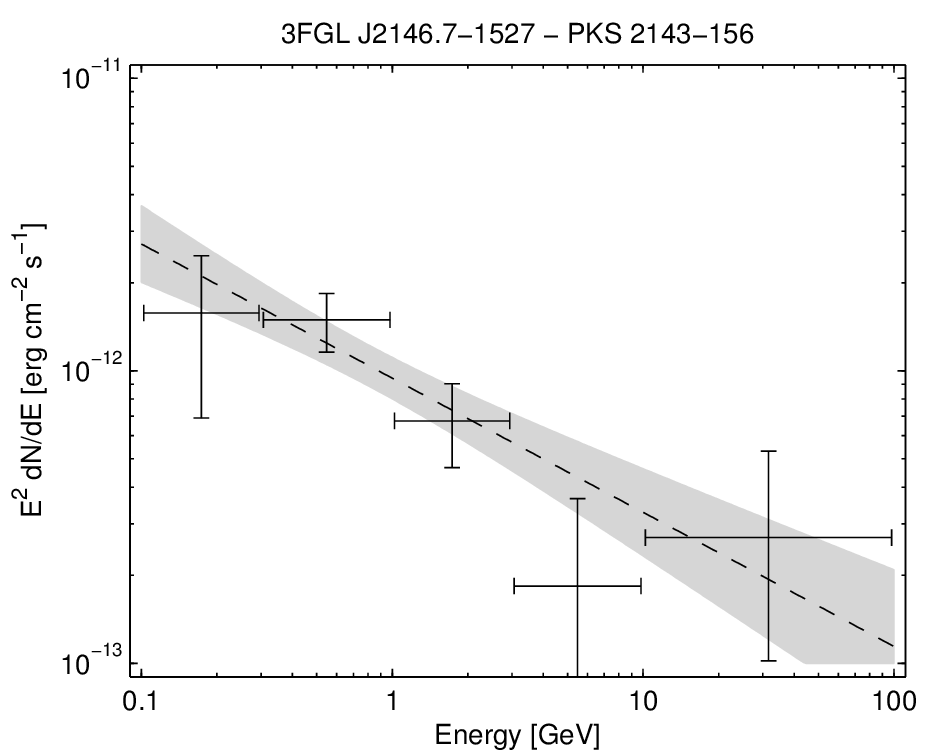 3FGL J2146.7−1527 − PKS 2143−156
E² dN/dE [erg cm⁻² s⁻¹]
10⁻¹¹
10⁻¹²
10⁻¹³
0.1 1 10 100
Energy [GeV]